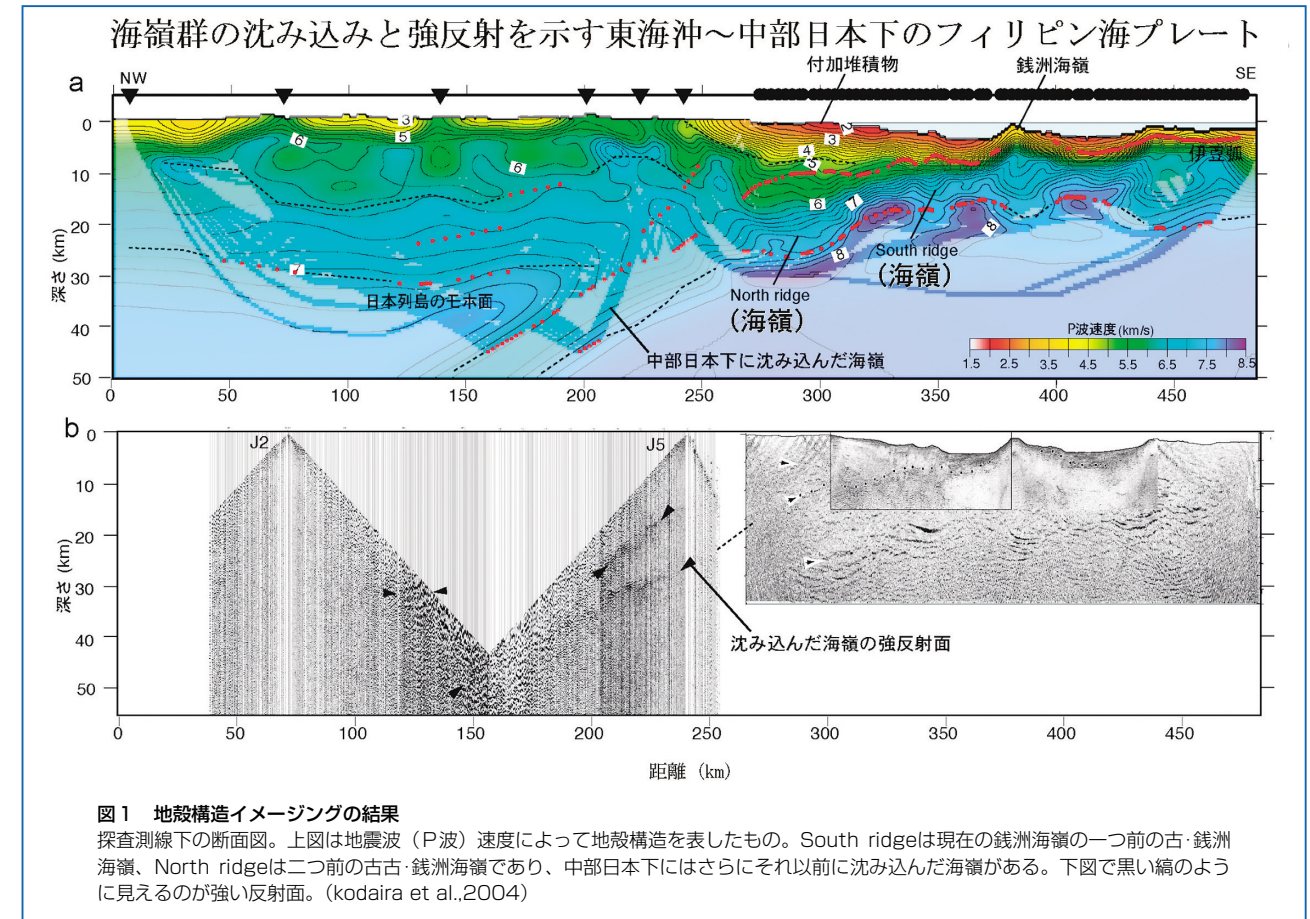 海嶺群の沈み込みと強反射を示す東海沖～中部日本下のフィリピン海プレート
付加堆積物
銭洲海嶺
a
NW
SE
0
10
20
30
40
50
深さ (km)
3
5
6
6
7
2
3
4
5
6
7
8
8
伊豆弧
日本列島のモホ面
North ridge
(海嶺)
South ridge
(海嶺)
中部日本下に沈み込んだ海嶺
P波速度(km/s)
1.5 2.5 3.5 4.5 5.5 6.5 7.5 8.5
0 50 100 150 200 250 300 350 400 450
b
J2
J5
0
10
20
30
40
50
深さ (km)
沈み込んだ海嶺の強反射面
0 50 100 150 200 250 300 350 400 450
距離 (km)
図1 地殻構造イメージングの結果
探査測線下の断面図。上図は地震波（P波）速度によって地殻構造を表したもの。South ridgeは現在の銭洲海嶺の一つ前の古・銭洲
海嶺、North ridgeは二つ前の古古・銭洲海嶺であり、中部日本下にはさらにそれ以前に沈み込んだ海嶺がある。下図で黒い縞のよう
に見えるのが強い反射面。（kodaira et al.,2004）